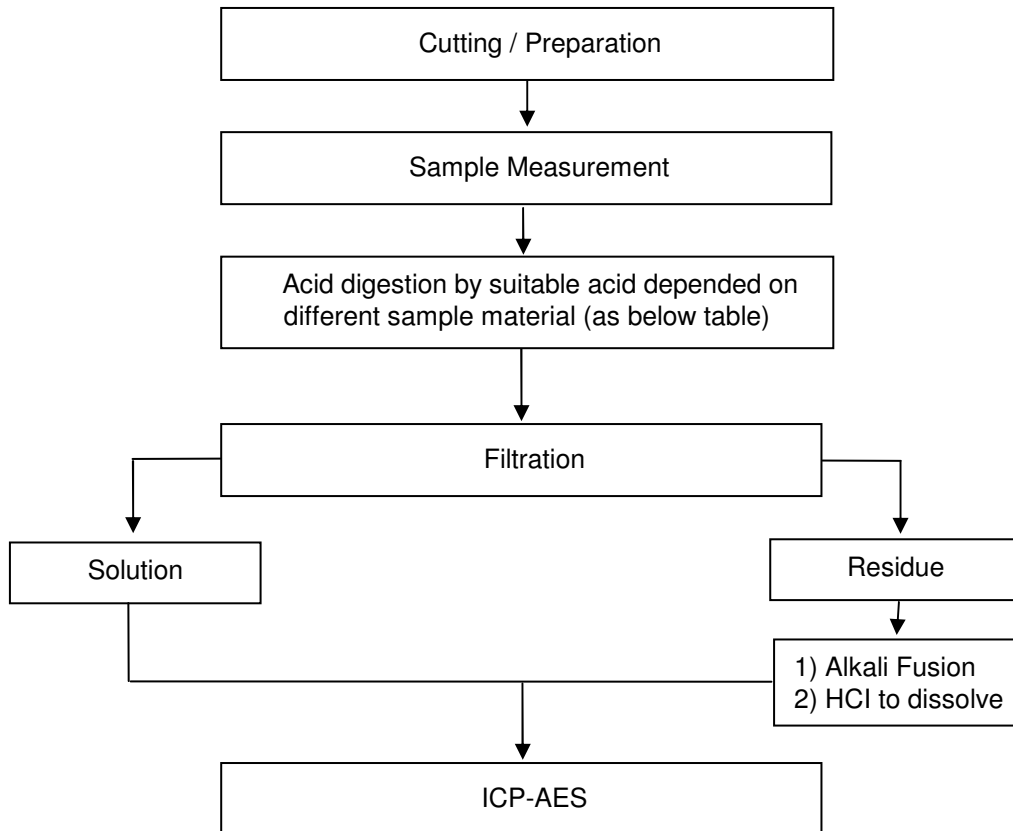 Cutting / Preparation
Sample Measurement
Acid digestion by suitable acid depended on
different sample material (as below table)
Filtration
Solution
Residue
1) Alkali Fusion
2) HCl to dissolve
ICP-AES